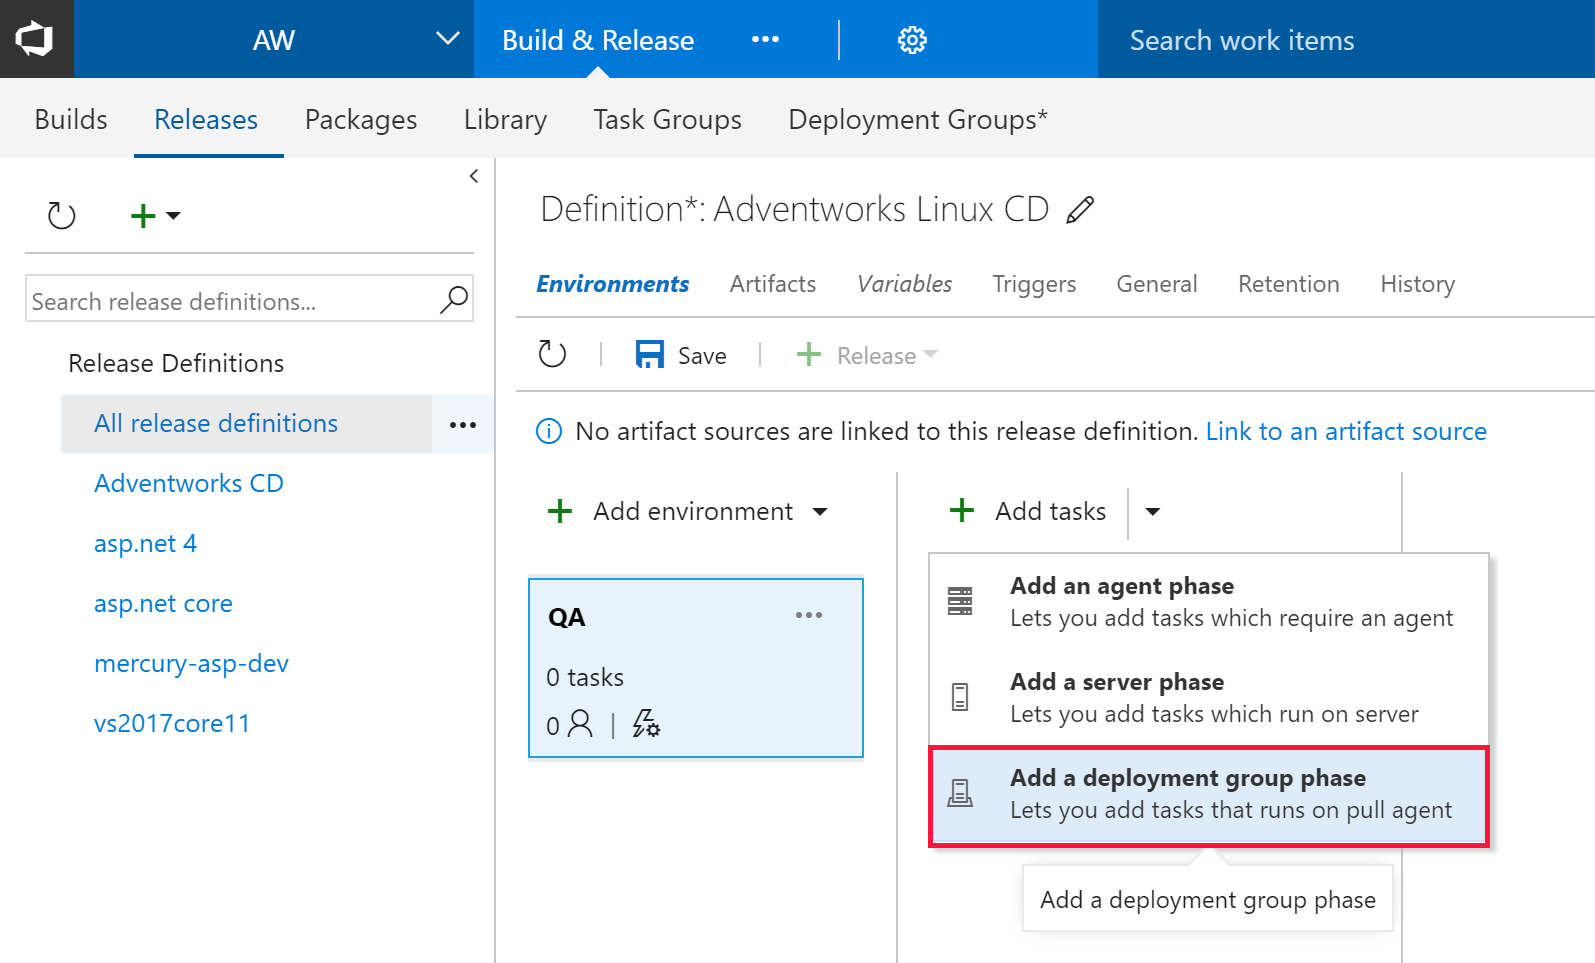 AW
Build & Release
Search work items
Builds
Releases
Packages
Library
Task Groups
Deployment Groups*
Search release definitions...
Release Definitions
All release definitions
Adventworks CD
asp.net 4
asp.net core
mercury-asp-dev
vs2017core11
Definition*: Adventworks Linux CD
Environments
Artifacts
Variables
Triggers
General
Retention
History
Save
Release
No artifact sources are linked to this release definition. Link to an artifact source
Add environment
QA
0 tasks
0
Add tasks
Add an agent phase
Lets you add tasks which require an agent
Add a server phase
Lets you add tasks which run on server
Add a deployment group phase
Lets you add tasks that runs on pull agent
Add a deployment group phase